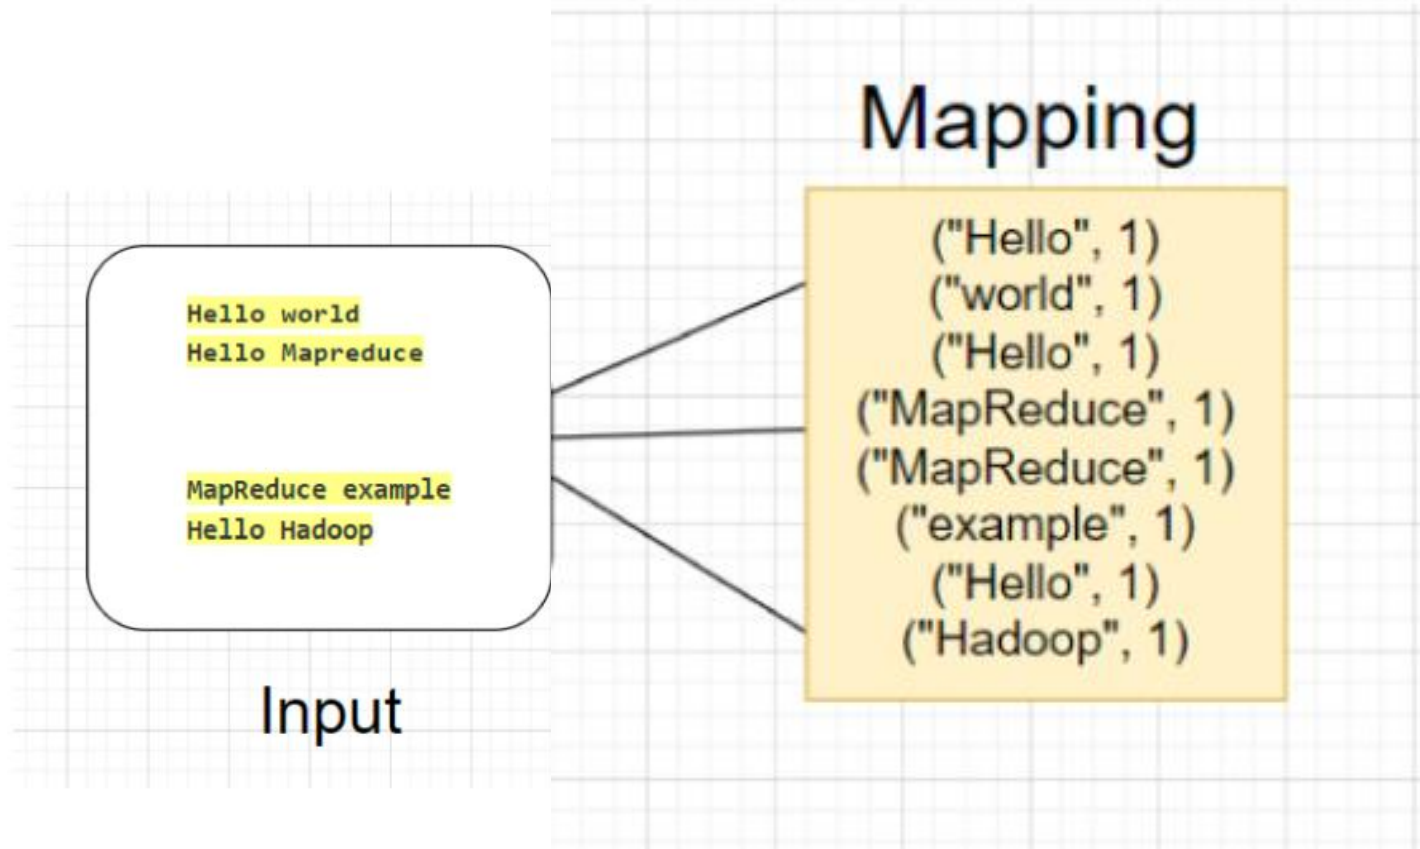 Hello world
Hello Mapreduce
MapReduce example
Hello Hadoop
Input
Mapping
("Hello", 1)
("world", 1)
("Hello", 1)
("MapReduce", 1)
("MapReduce", 1)
("example", 1)
("Hello", 1)
("Hadoop", 1)